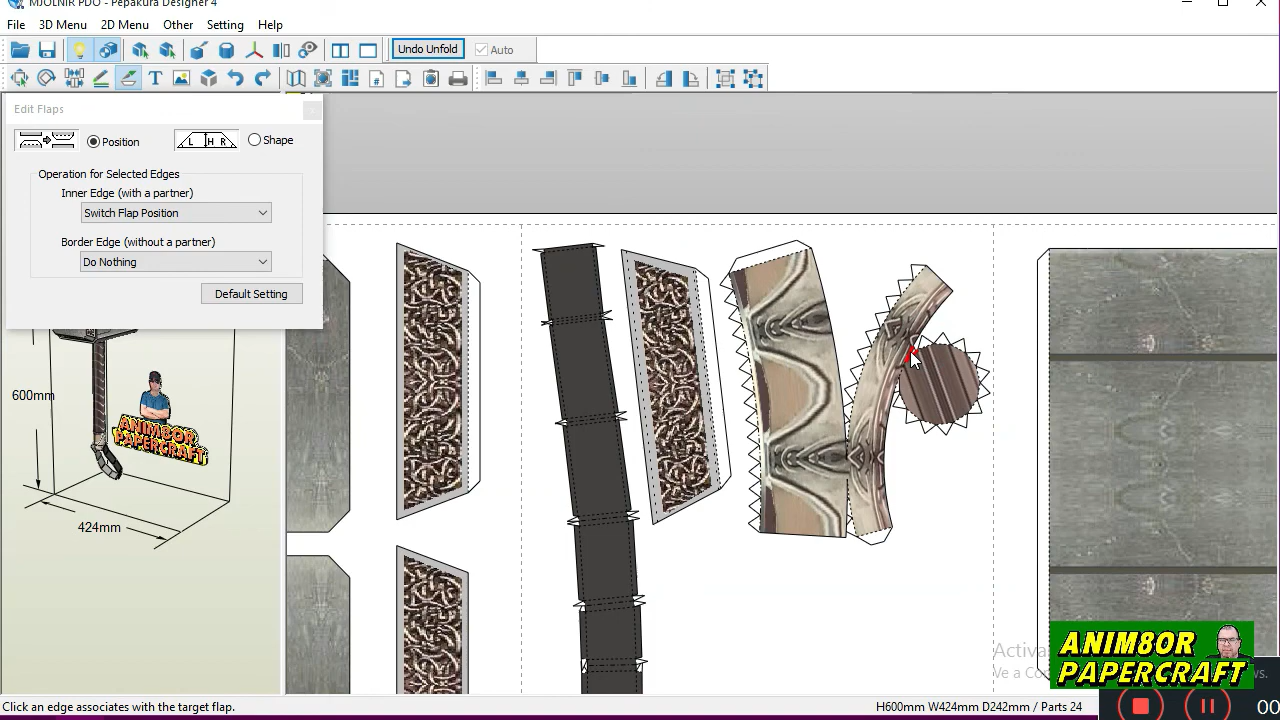 MJOLNIR PDO - Pepakura Designer 4
File 3D Menu 2D Menu Other Setting Help
Undo Unfold Auto
Edit Flaps
Position L H R Shape
Operation for Selected Edges
Inner Edge (with a partner)
Switch Flap Position
Border Edge (without a partner)
Do Nothing
Default Setting
600mm
ANIM8OR
PAPERCRAFT
424mm
ANIM8OR
PAPERCRAFT
Click an edge associates with the target flap.
H600mm W424mm D242mm / Parts 24
00